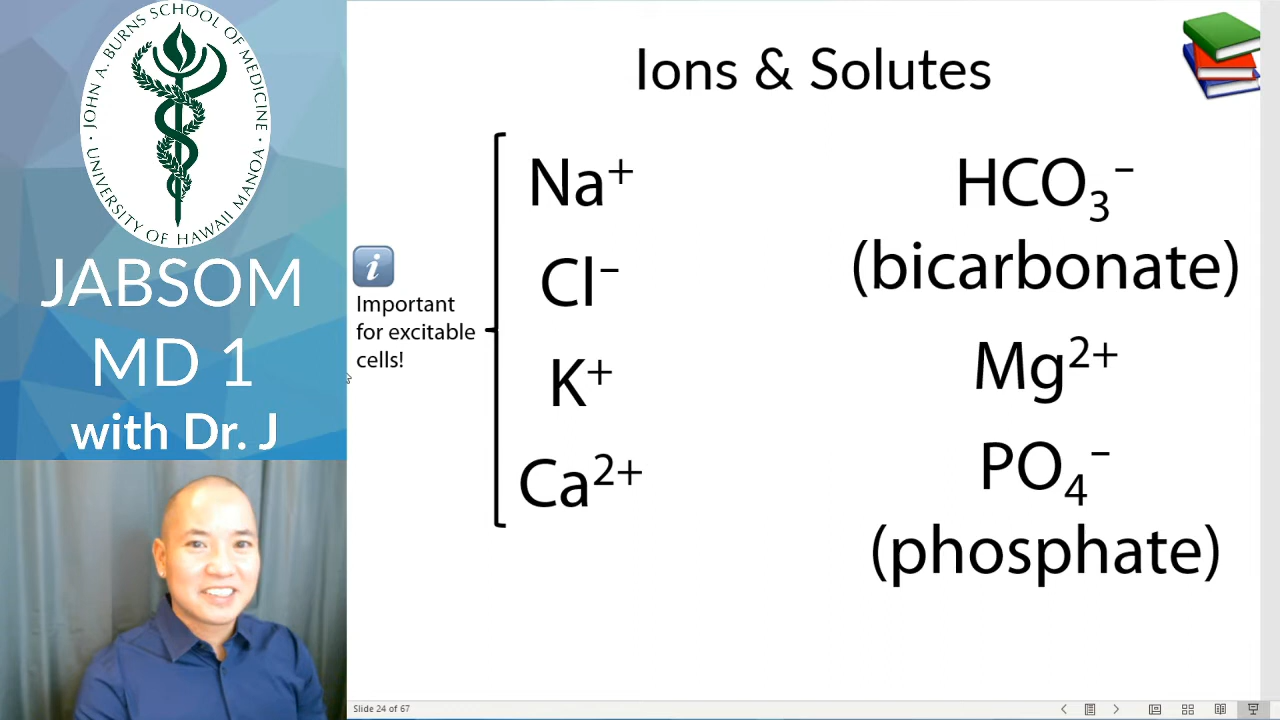 JOHN A. BURNS SCHOOL OF MEDICINE
UNIVERSITY OF HAWAII MANOA
JABSOM
MD 1
with Dr. J
Ions & Solutes
i
Important
for excitable
cells!
Na⁺
Cl⁻
K⁺
Ca²⁺
HCO₃⁻
(bicarbonate)
Mg²⁺
PO₄⁻
(phosphate)
Slide 24 of 67